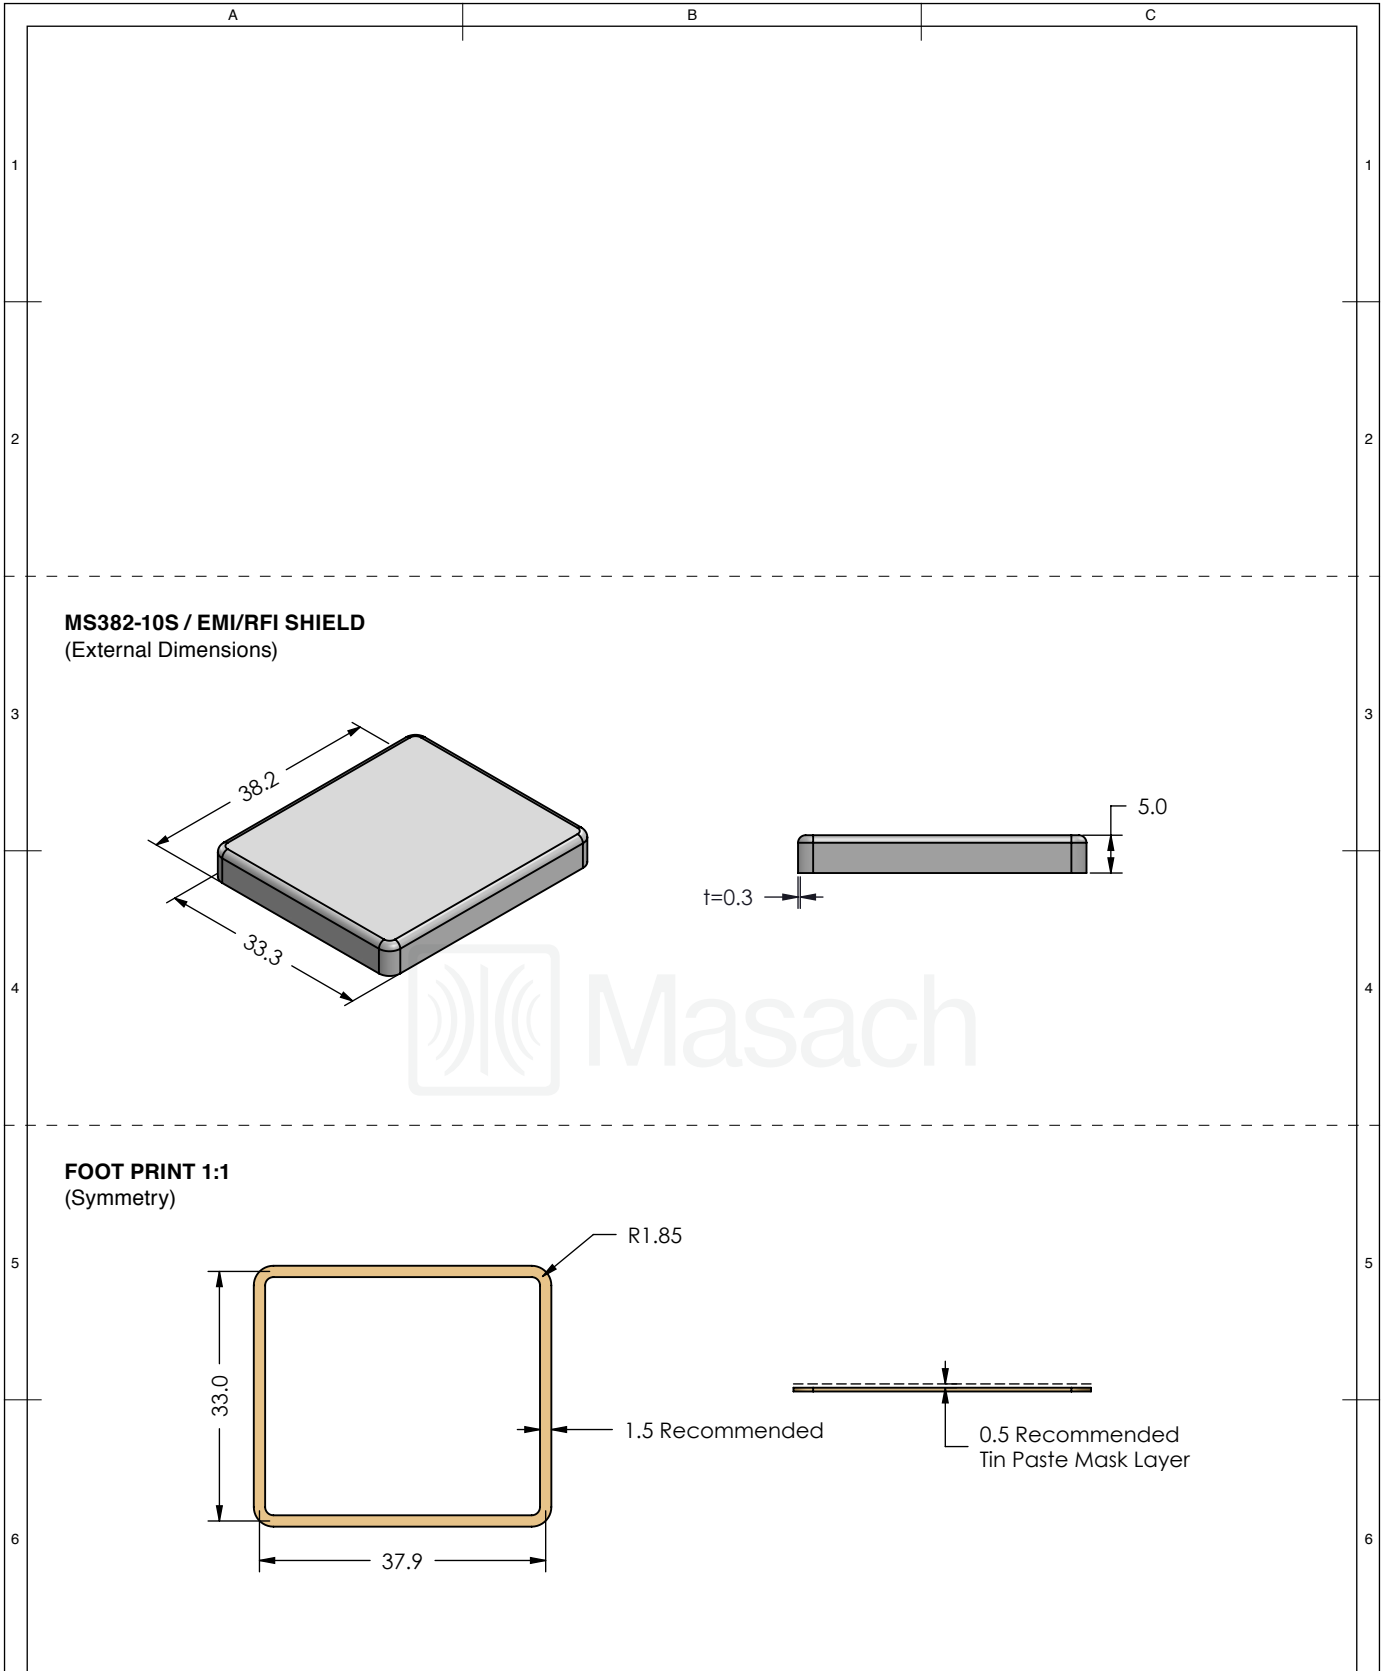 A B C
1 1
2 2
MS382-10S / EMI/RFI SHIELD
(External Dimensions)
3 3
38.2
5.0
t=0.3
33.3
4 4
Masach
FOOT PRINT 1:1
(Symmetry)
R1.85
5 5
33.0
1.5 Recommended
0.5 Recommended
Tin Paste Mask Layer
6 6
37.9